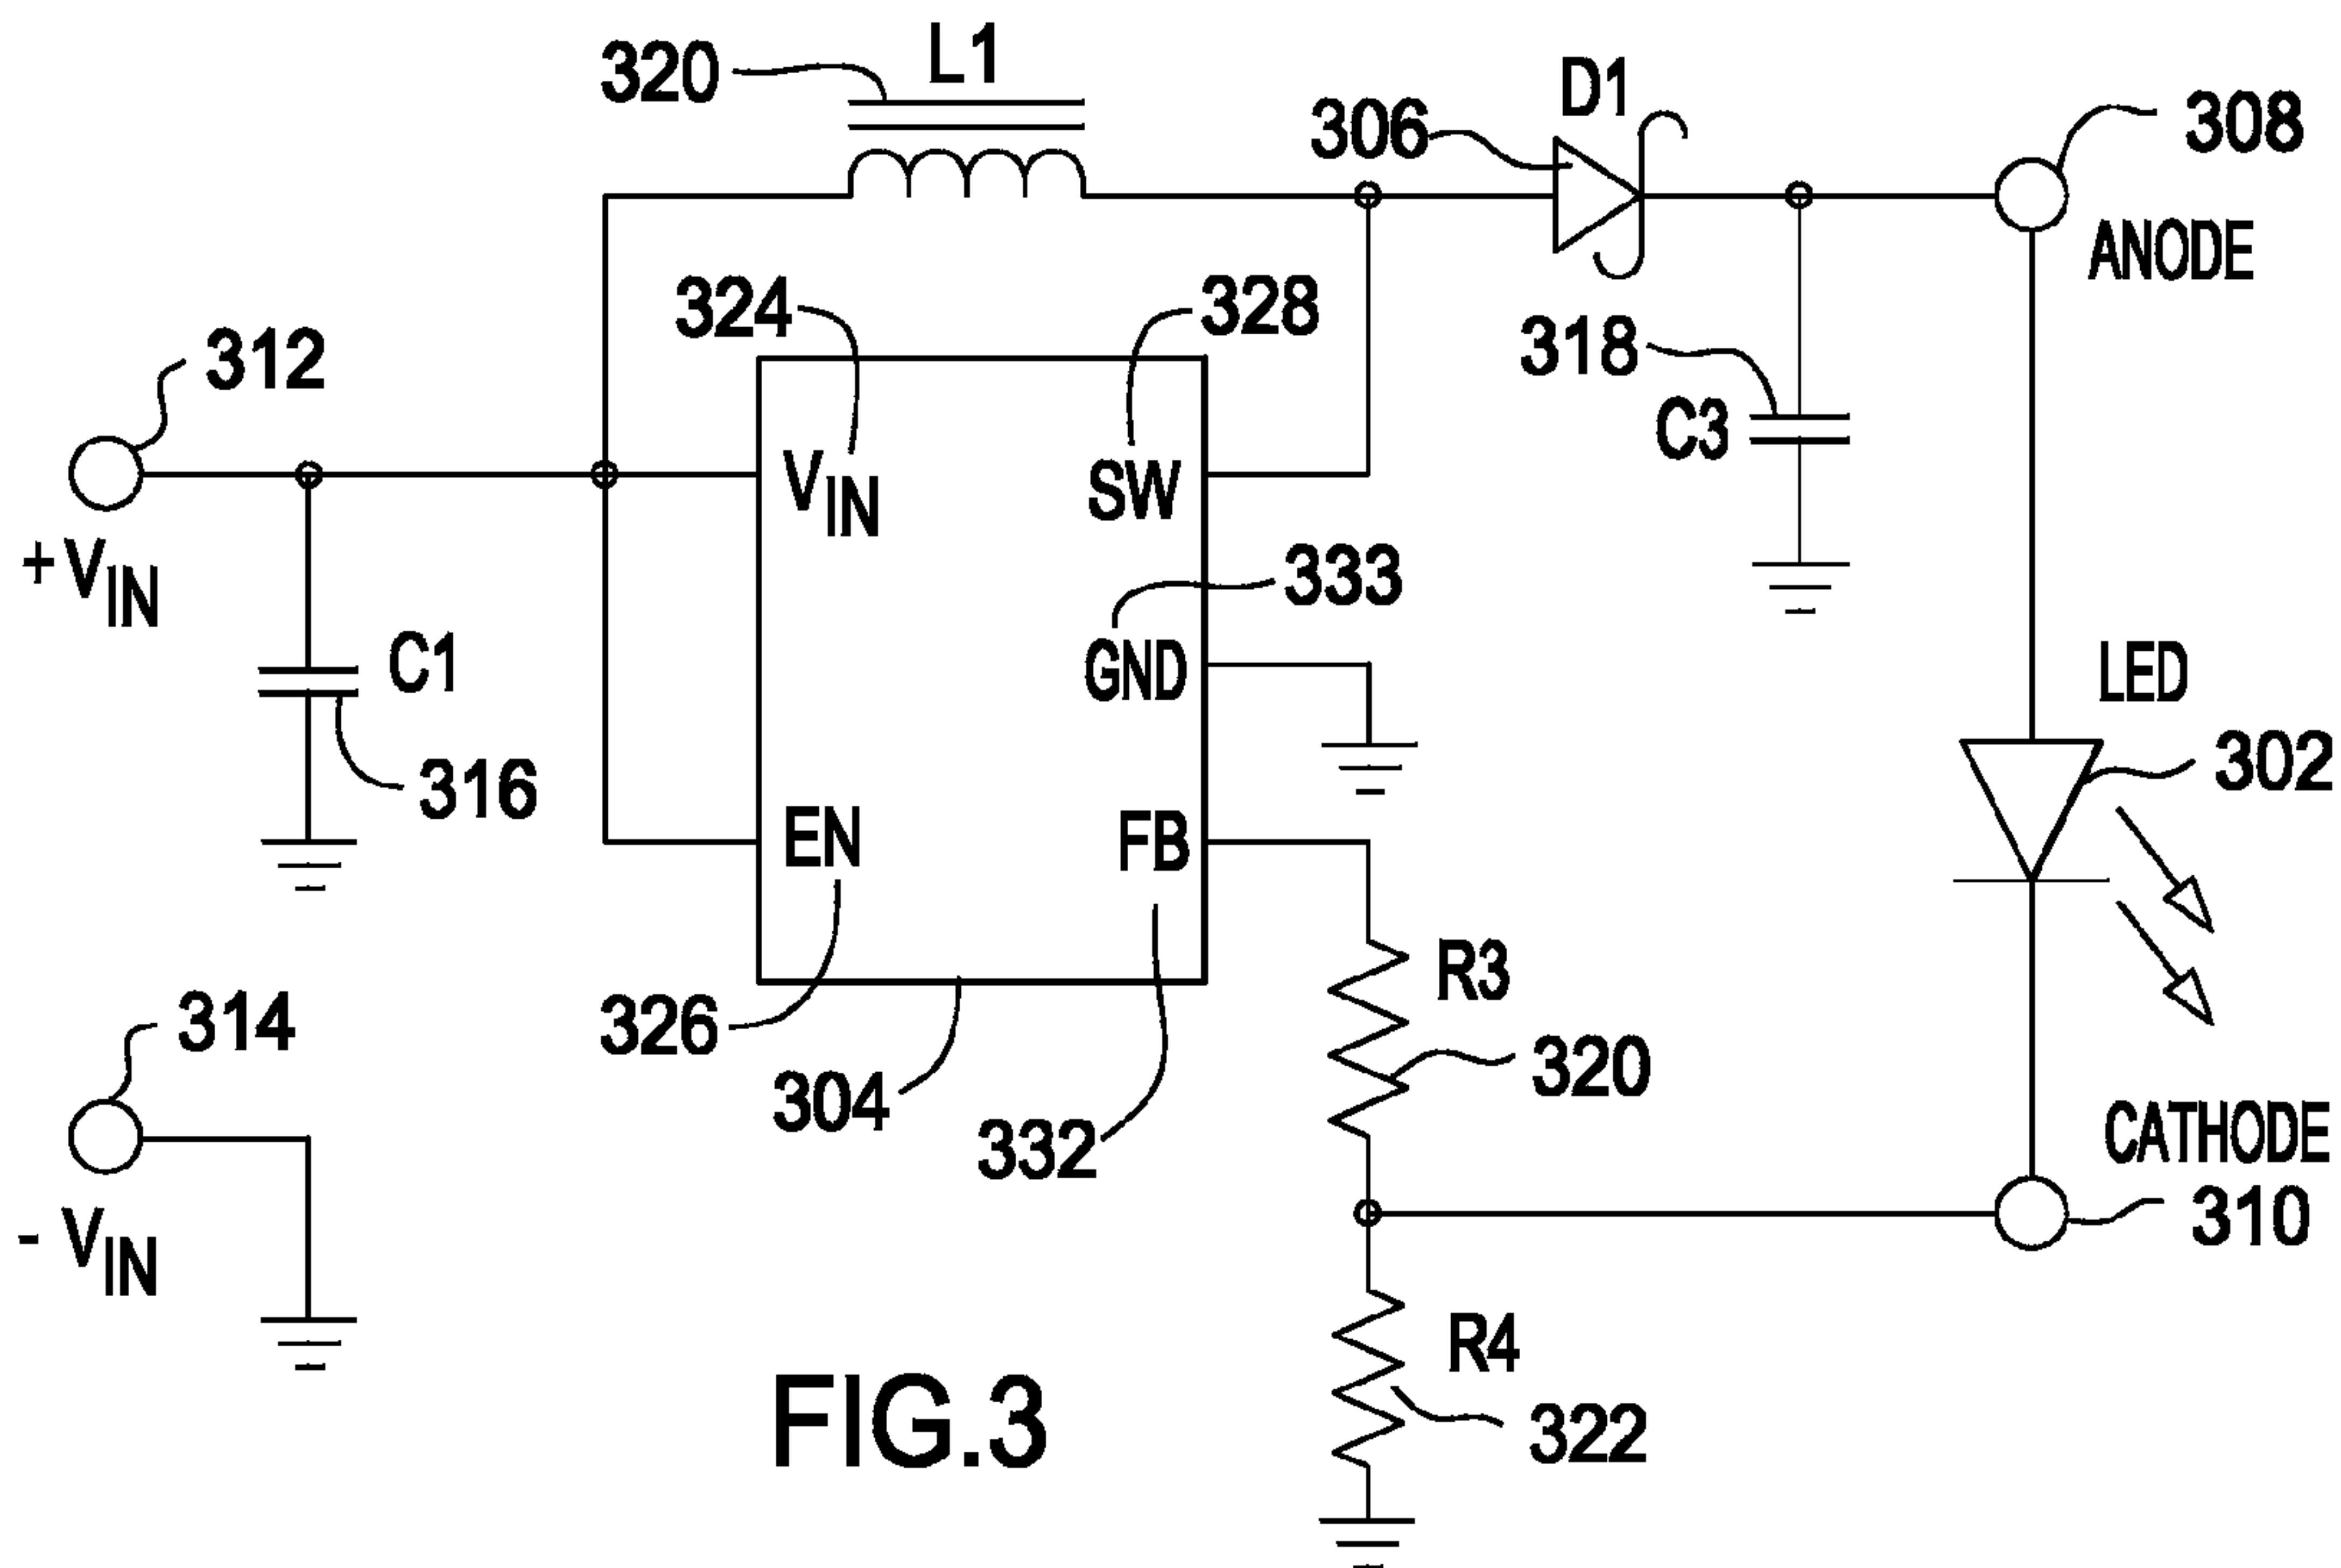 L1
320
D1
306
308
ANODE
324
328
318
312
C3
VIN
SW
+VIN
333
GND
C1
316
LED
302
EN
FB
R3
326
320
314
304
332
CATHODE
310
- VIN
R4
322
FIG.3